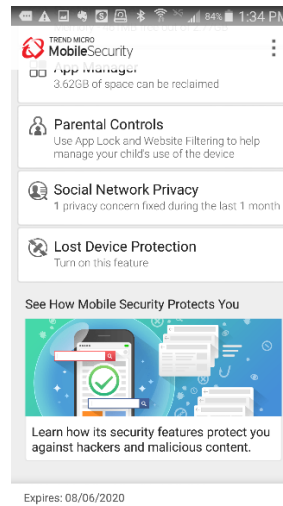 84% 1:34 PM
TREND MICRO
MobileSecurity
App Manager
3.62GB of space can be reclaimed
Parental Controls
Use App Lock and Website Filtering to help
manage your child's use of the device
Social Network Privacy
1 privacy concern fixed during the last 1 month
Lost Device Protection
Turn on this feature
See How Mobile Security Protects You
Learn how its security features protect you
against hackers and malicious content.
Expires: 08/06/2020